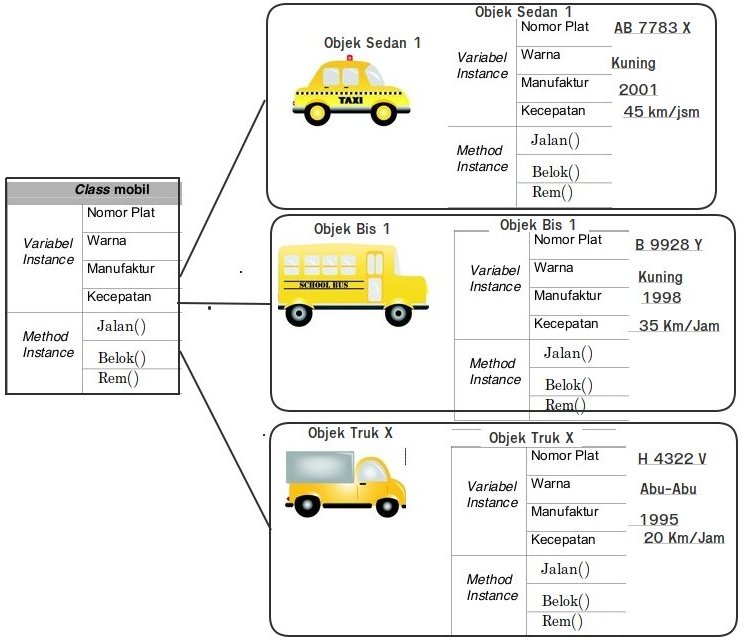 Class mobil
Variabel Instance
Nomor Plat
Warna
Manufaktur
Kecepatan
Method Instance
Jalan()
Belok()
Rem()
Objek Sedan 1
TAXI
Objek Sedan 1
Variabel Instance
Nomor Plat AB 7783 X
Warna Kuning
Manufaktur 2001
Kecepatan 45 km/jsm
Method Instance
Jalan()
Belok()
Rem()
Objek Bis 1
SCHOOL BUS
Objek Bis 1
Variabel Instance
Nomor Plat B 9928 Y
Warna Kuning
Manufaktur 1998
Kecepatan 35 Km/Jam
Method Instance
Jalan()
Belok()
Rem()
Objek Truk X
Objek Truk X
Variabel Instance
Nomor Plat H 4322 V
Warna Abu-Abu
Manufaktur 1995
Kecepatan 20 Km/Jam
Method Instance
Jalan()
Belok()
Rem()